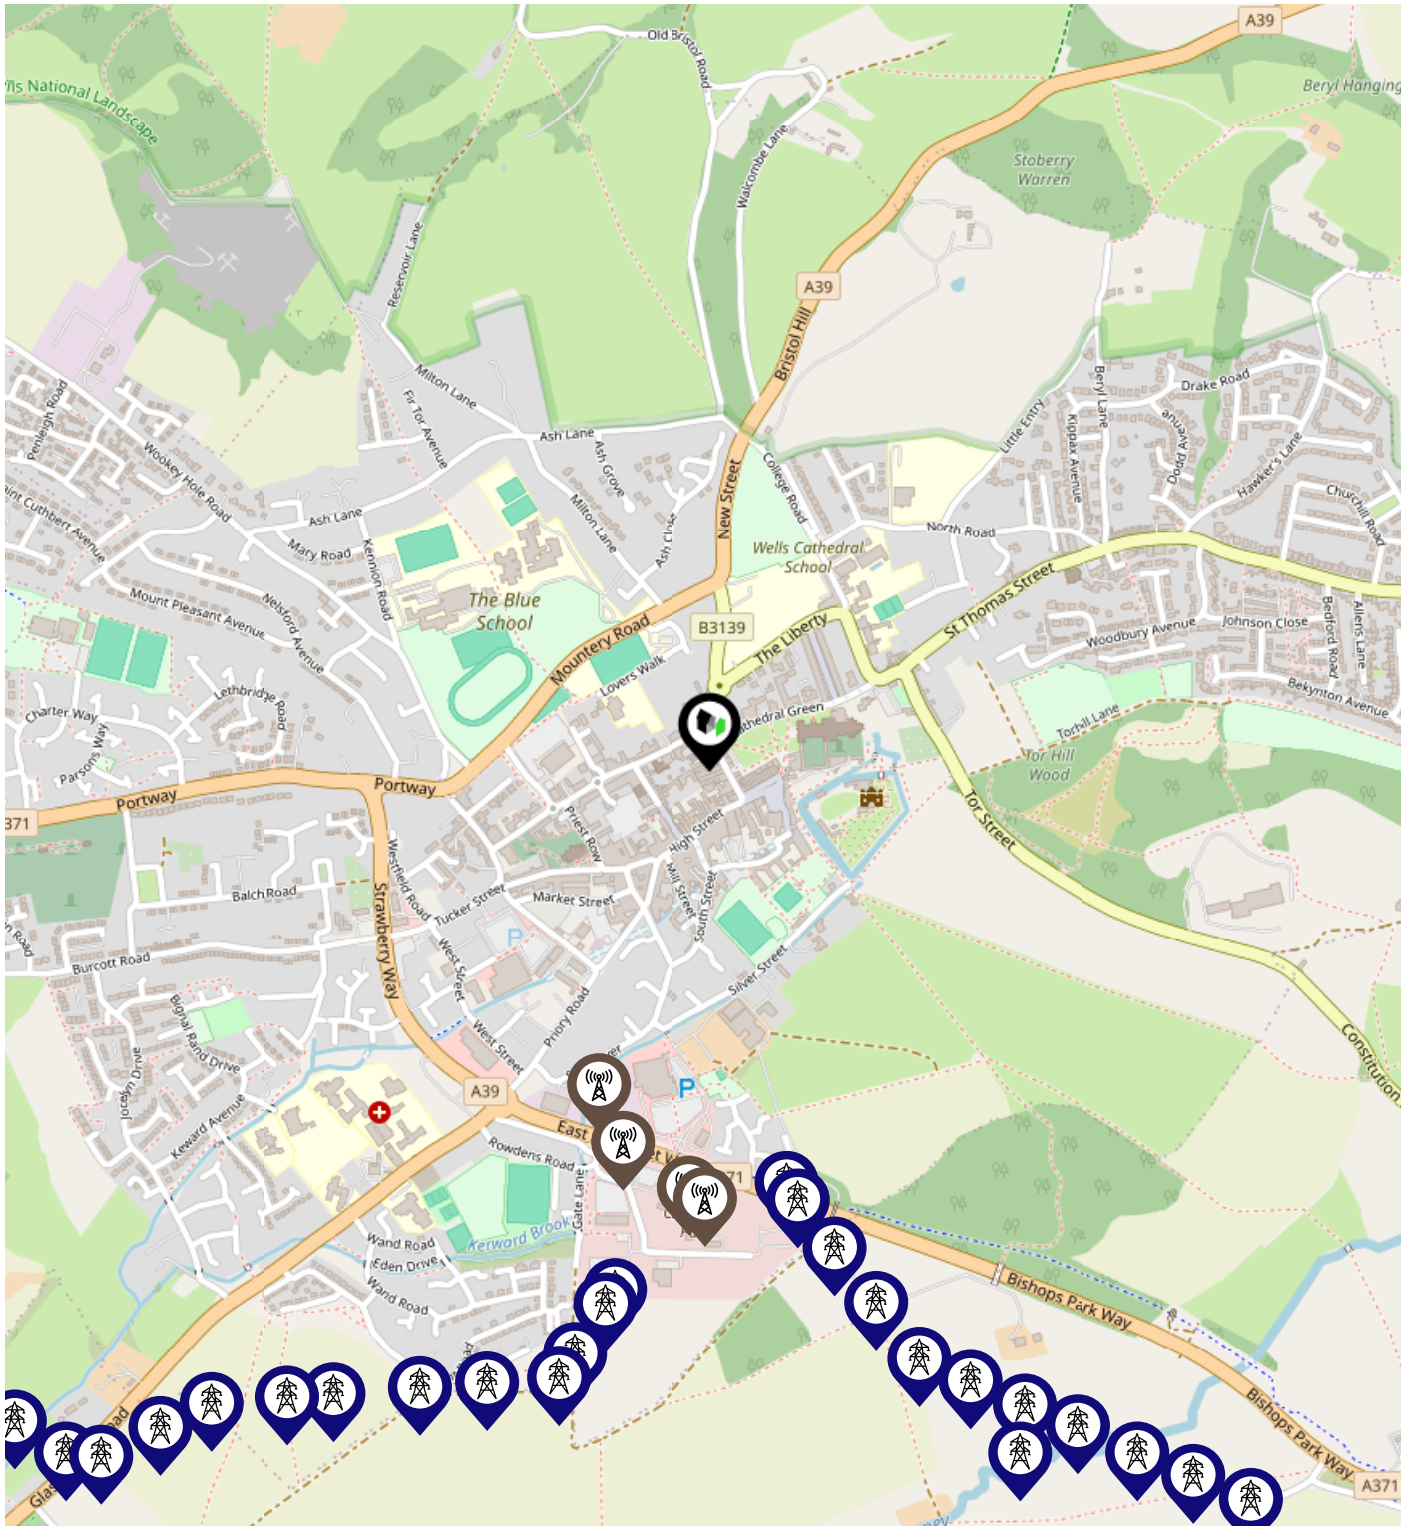 A39
Old Bristol Road
Beryl Hanging
National Landscape
Walcombe Lane
Stoberry
Warren
Reservoir Lane
A39
Bristol Hill
Milton Lane
Fir Tor Avenue
Penleigh Road
Wookey Hole Road
Ash Lane
Ash Grove
Little Entry
Beryl Lane
Kippax Avenue
Drake Road
Dodd Avenue
Hawker's Lane
Churchill Road
New Street
College Road
Milton Lane
Ash Close
Ash Lane
Cuthbert Avenue
Mary Road
Kennion Road
North Road
Wells Cathedral
School
St Thomas Street
Mount Pleasant Avenue
Nelsford Avenue
The Blue
School
Mountery Road
B3139
The Liberty
Woodbury Avenue
Johnson Close
Bedford Road
Allens Lane
Lovers Walk
Lethbridge
Road
Charter Way
Parsons Way
Cathedral Green
Bekynton Avenue
Torhill Lane
Tor Hill
Wood
Portway
Portway
371
High Street
Priest Row
Tor Street
Westfield Road
Mill Street
South Street
Strawberry Way
Balch Road
Tucker Street
Market Street
P
Burcott Road
West Street
Silver Street
Bignal Rand Drive
West Street
Priory Road
Constitution
Jocelyn Drive
Keward Avenue
A39
P
East
Rowdens Road
371
Gate Lane
Keward Brook
Wand Road
Eden Drive
Wand Road
Bishops Park Way
Bishops Park Way
A371